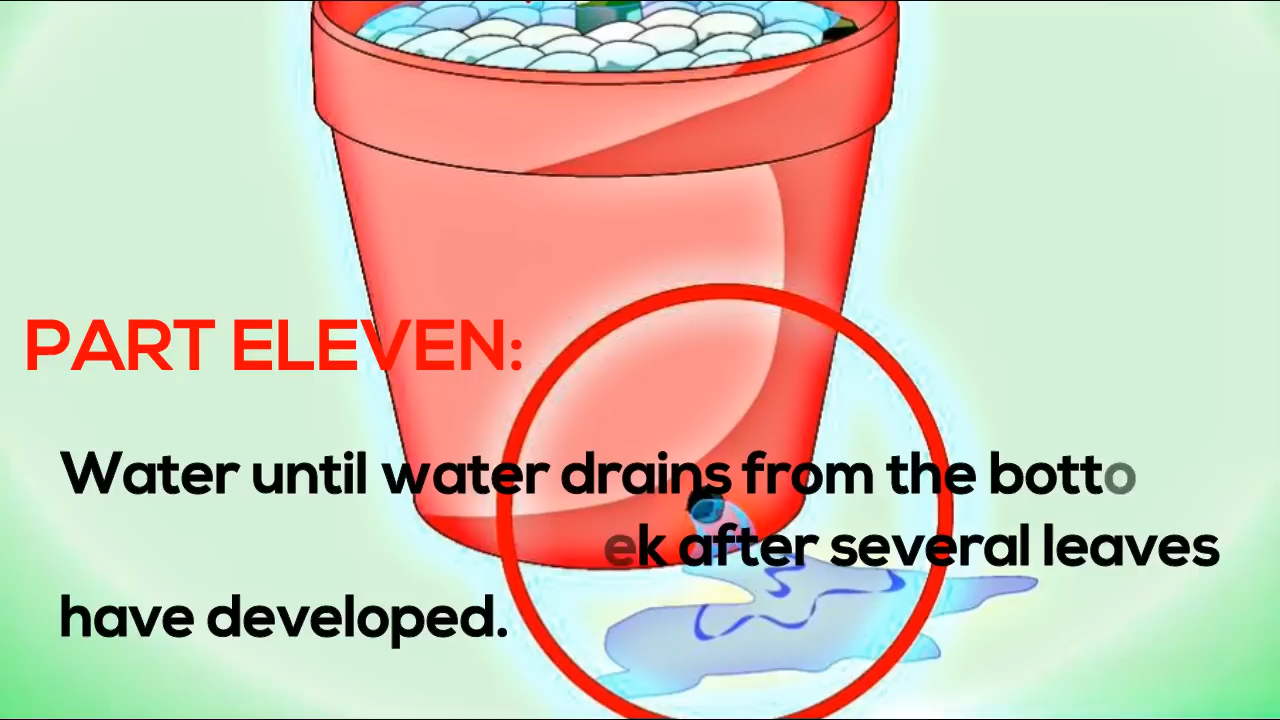 PART ELEVEN:
Water until water drains from the botto
ek after several leaves
have developed.